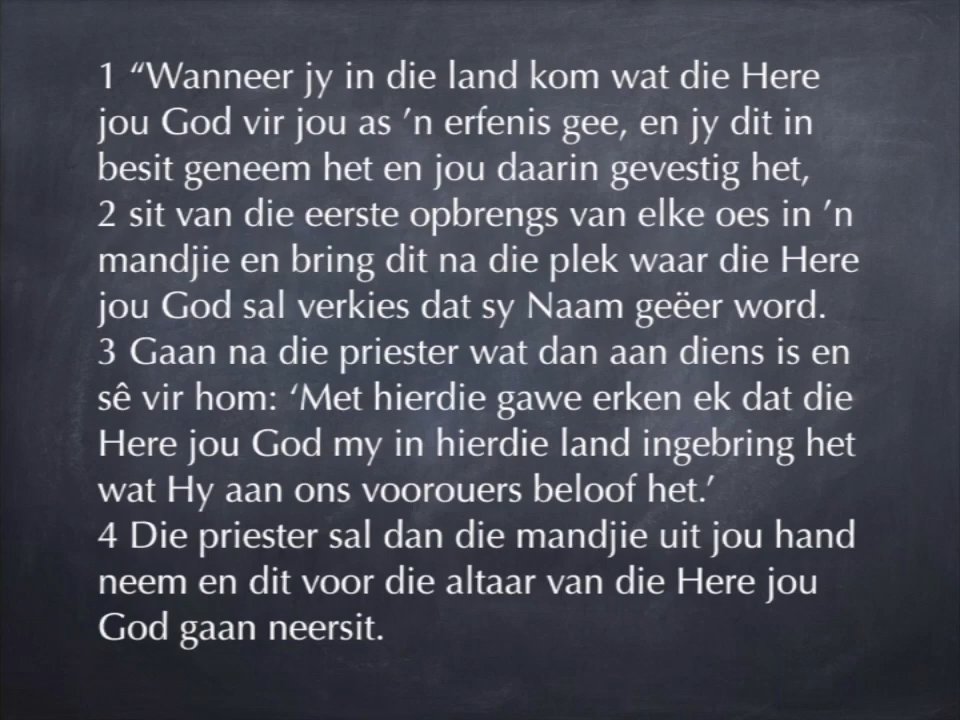 1 “Wanneer jy in die land kom wat die Here
jou God vir jou as ’n erfenis gee, en jy dit in
besit geneem het en jou daarin gevestig het,
2 sit van die eerste opbrengs van elke oes in ’n
mandjie en bring dit na die plek waar die Here
jou God sal verkies dat sy Naam geëer word.
3 Gaan na die priester wat dan aan diens is en
sê vir hom: ‘Met hierdie gawe erken ek dat die
Here jou God my in hierdie land ingebring het
wat Hy aan ons voorouers beloof het.’
4 Die priester sal dan die mandjie uit jou hand
neem en dit voor die altaar van die Here jou
God gaan neersit.